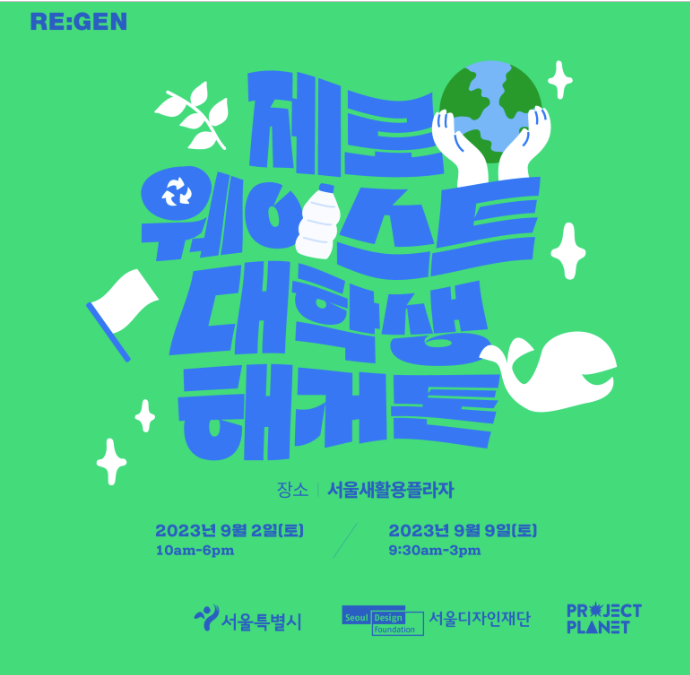 RE:GEN
제로
웨이스트
대학생
해커톤
장소 | 서울새활용플라자
2023년 9월 2일(토) / 2023년 9월 9일(토)
10am-6pm 9:30am-3pm
서울특별시 Seoul Design Foundation 서울디자인재단 PROJECT PLANET